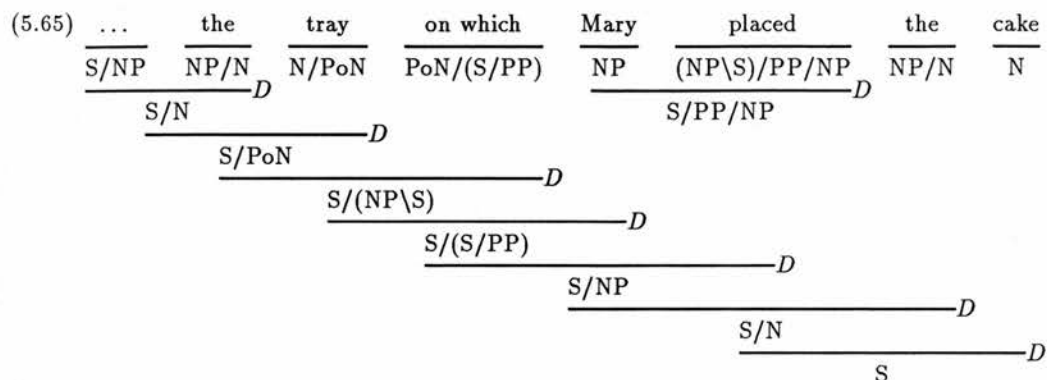 (5.65) ... the tray on which Mary placed the cake
S/NP NP/N N/PoN PoN/(S/PP) NP (NP\S)/PP/NP NP/N N
D D
S/N S/PP/NP
D
S/PoN
D
S/(NP\S)
D
S/(S/PP)
D
S/NP
D
S/N
D
S